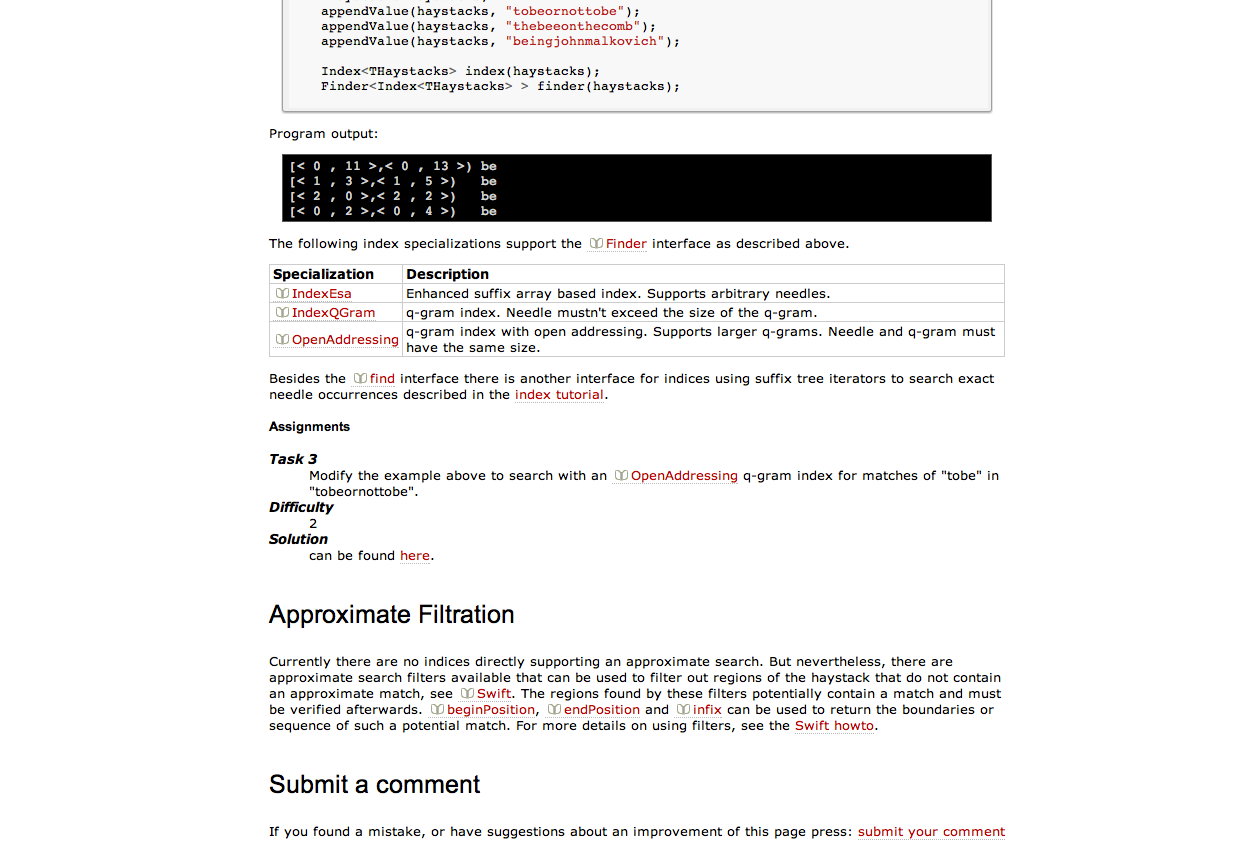 appendValue(haystacks, "tobeornottobe");
appendValue(haystacks, "thebeeonthecomb");
appendValue(haystacks, "beingjohnmalkovich");
Index<THaystacks> index(haystacks);
Finder<Index<THaystacks> > finder(haystacks);
Program output:
[< 0 , 11 >,< 0 , 13 >) be
[< 1 , 3 >,< 1 , 5 >)   be
[< 2 , 0 >,< 2 , 2 >)   be
[< 0 , 2 >,< 0 , 4 >)   be
The following index specializations support the Finder interface as described above.
Specialization Description
IndexEsa Enhanced suffix array based index. Supports arbitrary needles.
IndexQGram q-gram index. Needle mustn't exceed the size of the q-gram.
OpenAddressing q-gram index with open addressing. Supports larger q-grams. Needle and q-gram must
have the same size.
Besides the find interface there is another interface for indices using suffix tree iterators to search exact
needle occurrences described in the index tutorial.
Assignments
Task 3
Modify the example above to search with an OpenAddressing q-gram index for matches of "tobe" in
"tobeornottobe".
Difficulty
2
Solution
can be found here.
Approximate Filtration
Currently there are no indices directly supporting an approximate search. But nevertheless, there are
approximate search filters available that can be used to filter out regions of the haystack that do not contain
an approximate match, see Swift. The regions found by these filters potentially contain a match and must
be verified afterwards. beginPosition, endPosition and infix can be used to return the boundaries or
sequence of such a potential match. For more details on using filters, see the Swift howto.
Submit a comment
If you found a mistake, or have suggestions about an improvement of this page press: submit your comment